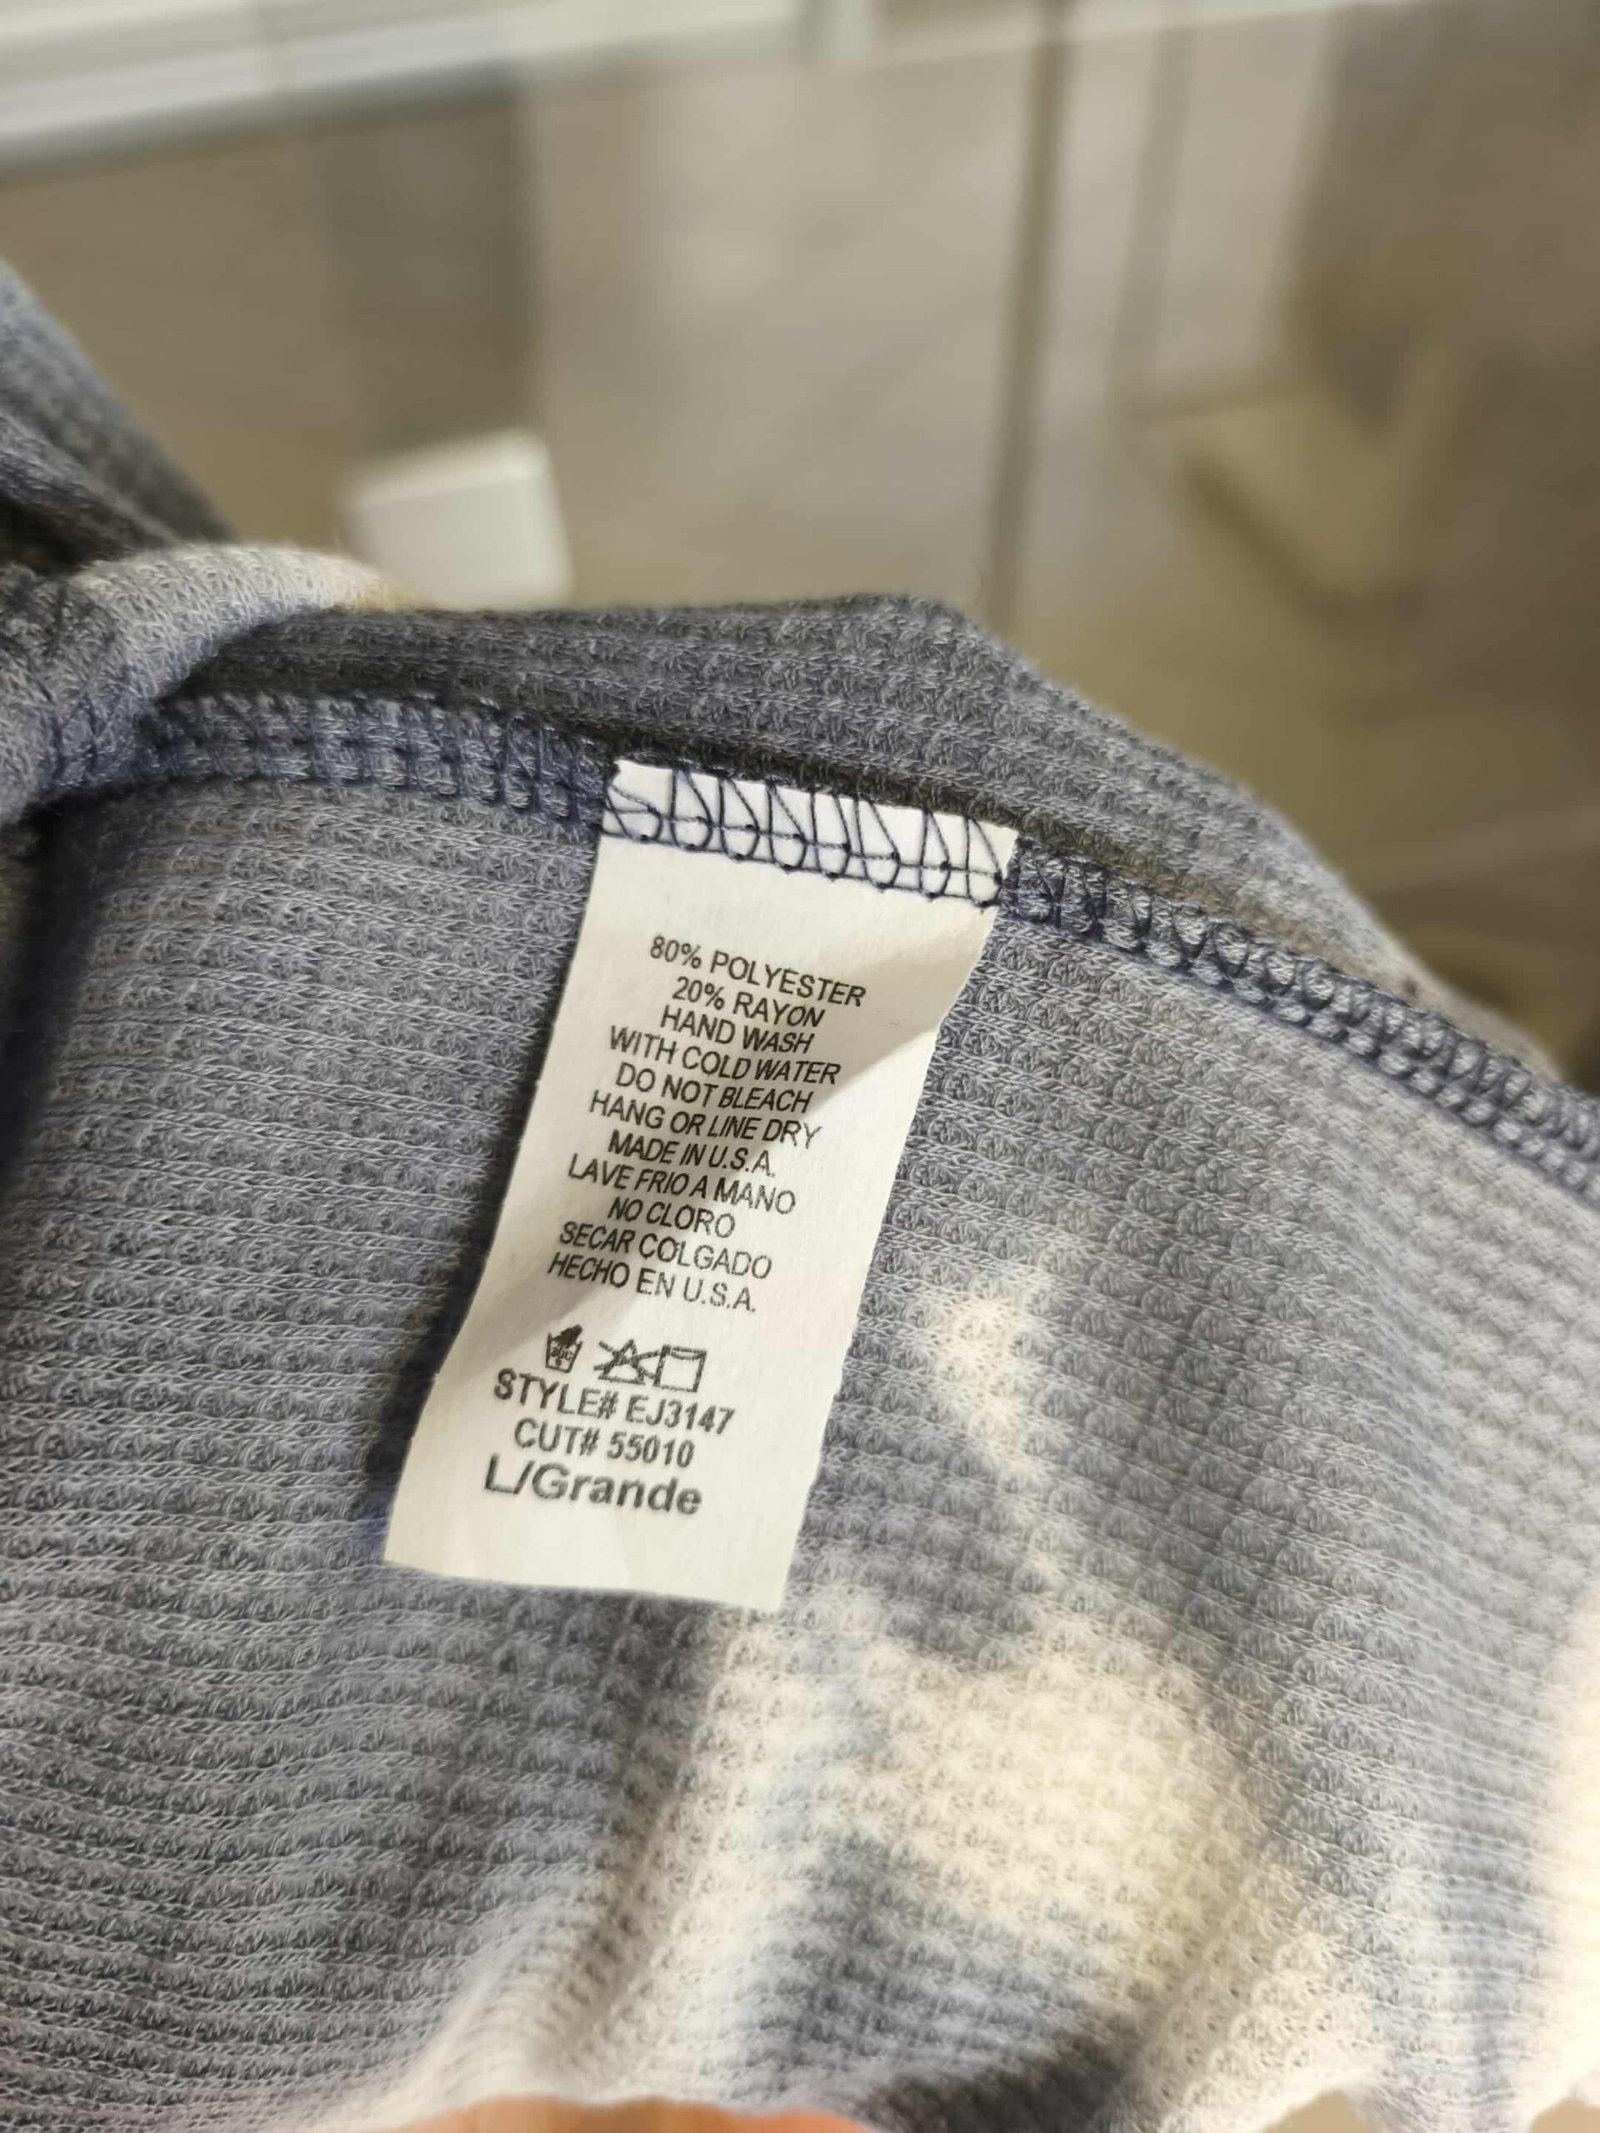 80% POLYESTER
20% RAYON
HAND WASH
WITH COLD WATER
DO NOT BLEACH
HANG OR LINE DRY
MADE IN U.S.A.
LAVE FRIO A MANO
NO CLORO
SECAR COLGADO
HECHO EN U.S.A.
STYLE# EJ3147
CUT# 55010
L/Grande